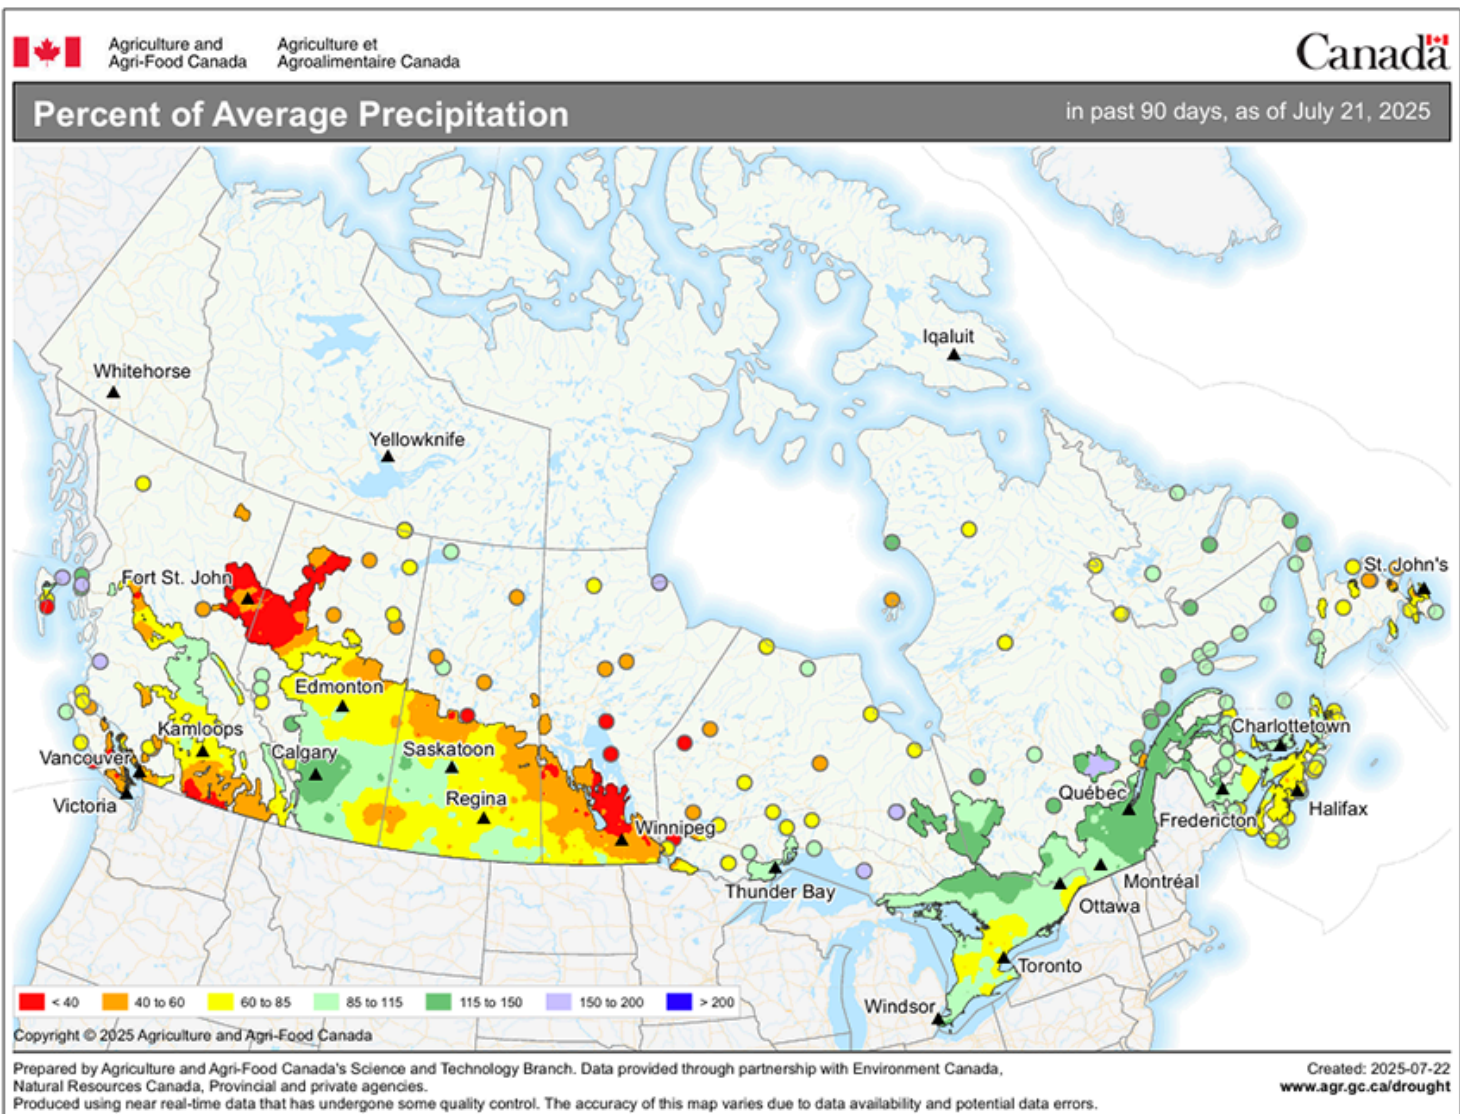 Agriculture and
Agri-Food Canada
Agriculture et
Agroalimentaire Canada
Canada
Percent of Average Precipitation
in past 90 days, as of July 21, 2025
Iqaluit
Whitehorse
Yellowknife
Fort St. John
St. John's
Edmonton
Kamloops
Charlottetown
Vancouver
Calgary
Saskatoon
Québec
Victoria
Regina
Halifax
Winnipeg
Fredericton
Thunder Bay
Montréal
Ottawa
Toronto
Windsor
< 40
40 to 60
60 to 85
85 to 115
115 to 150
150 to 200
> 200
Copyright © 2025 Agriculture and Agri-Food Canada
Prepared by Agriculture and Agri-Food Canada's Science and Technology Branch. Data provided through partnership with Environment Canada,
Natural Resources Canada, Provincial and private agencies.
Produced using near real-time data that has undergone some quality control. The accuracy of this map varies due to data availability and potential data errors.
Created: 2025-07-22
www.agr.gc.ca/drought